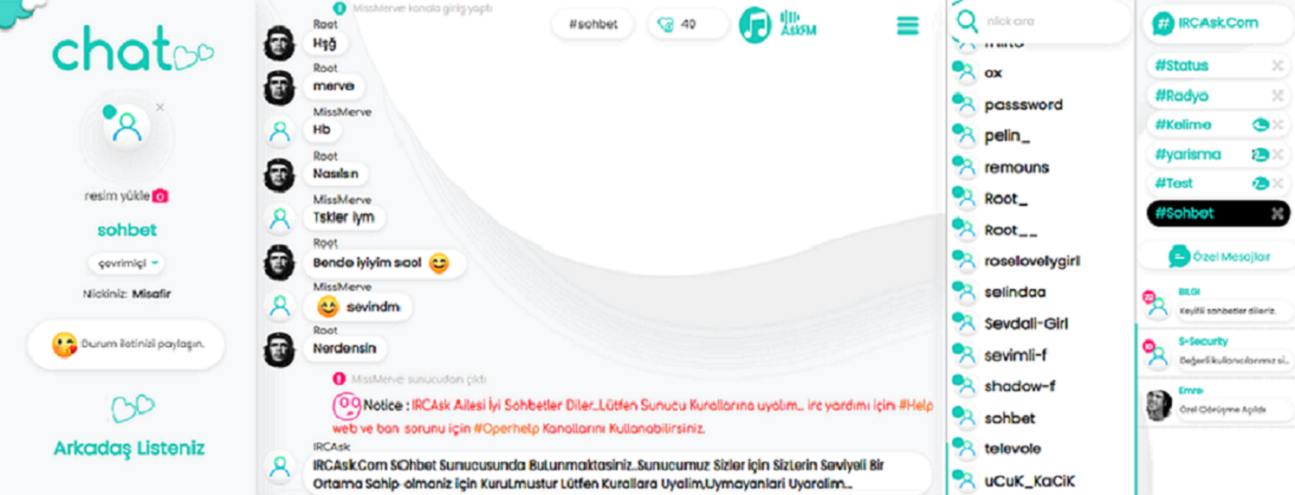 chat
resim yükle
sohbet
çevrimiçi
Nickiniz: Misafir
Durum iletinizi paylaşın.
Arkadaş Listeniz
MissMerve kanala giriş yaptı
Root
Hşğ
Root
merve
MissMerve
Hb
Root
Nasılsın
MissMerve
Tskler iym
Root
Bende iyiyim saol
MissMerve
sevindm
Root
Nerdensin
MissMerve sunucudan çıktı
Notice : IRCAsk Ailesi İyi Sohbetler Diler...Lütfen Sunucu Kurallarına uyalım... irc yardımı için #Help
web ve ban sorunu için #Operhelp Kanallarını Kullanabilirsiniz.
IRCAsk
IRCAsk.Com SOhbet Sunucusunda BuLunmaktasiniz..Sunucumuz Sizler için SizLerin Seviyeli Bir
Ortama Sahip olmaniz için KuruLmustur Lütfen Kurallara Uyalim,Uymayanlari Uyaralim...
#sohbet
40
AskFM
nick ara
ox
passsword
pelin_
remouns
Root_
Root__
roselovelygirl
selindaa
Sevdali-Girl
sevimli-f
shadow-f
sohbet
televole
uCuK_KaCiK
IRCAsk.Com
#Status
#Radyo
#Kelime
#yarisma
#Test
#Sohbet
Özel Mesajlar
BILGI
Keyifli sohbetler dileriz.
S-Security
Değerli kullanıcılarımız si...
Emre
Özel Görüşme Açıldı